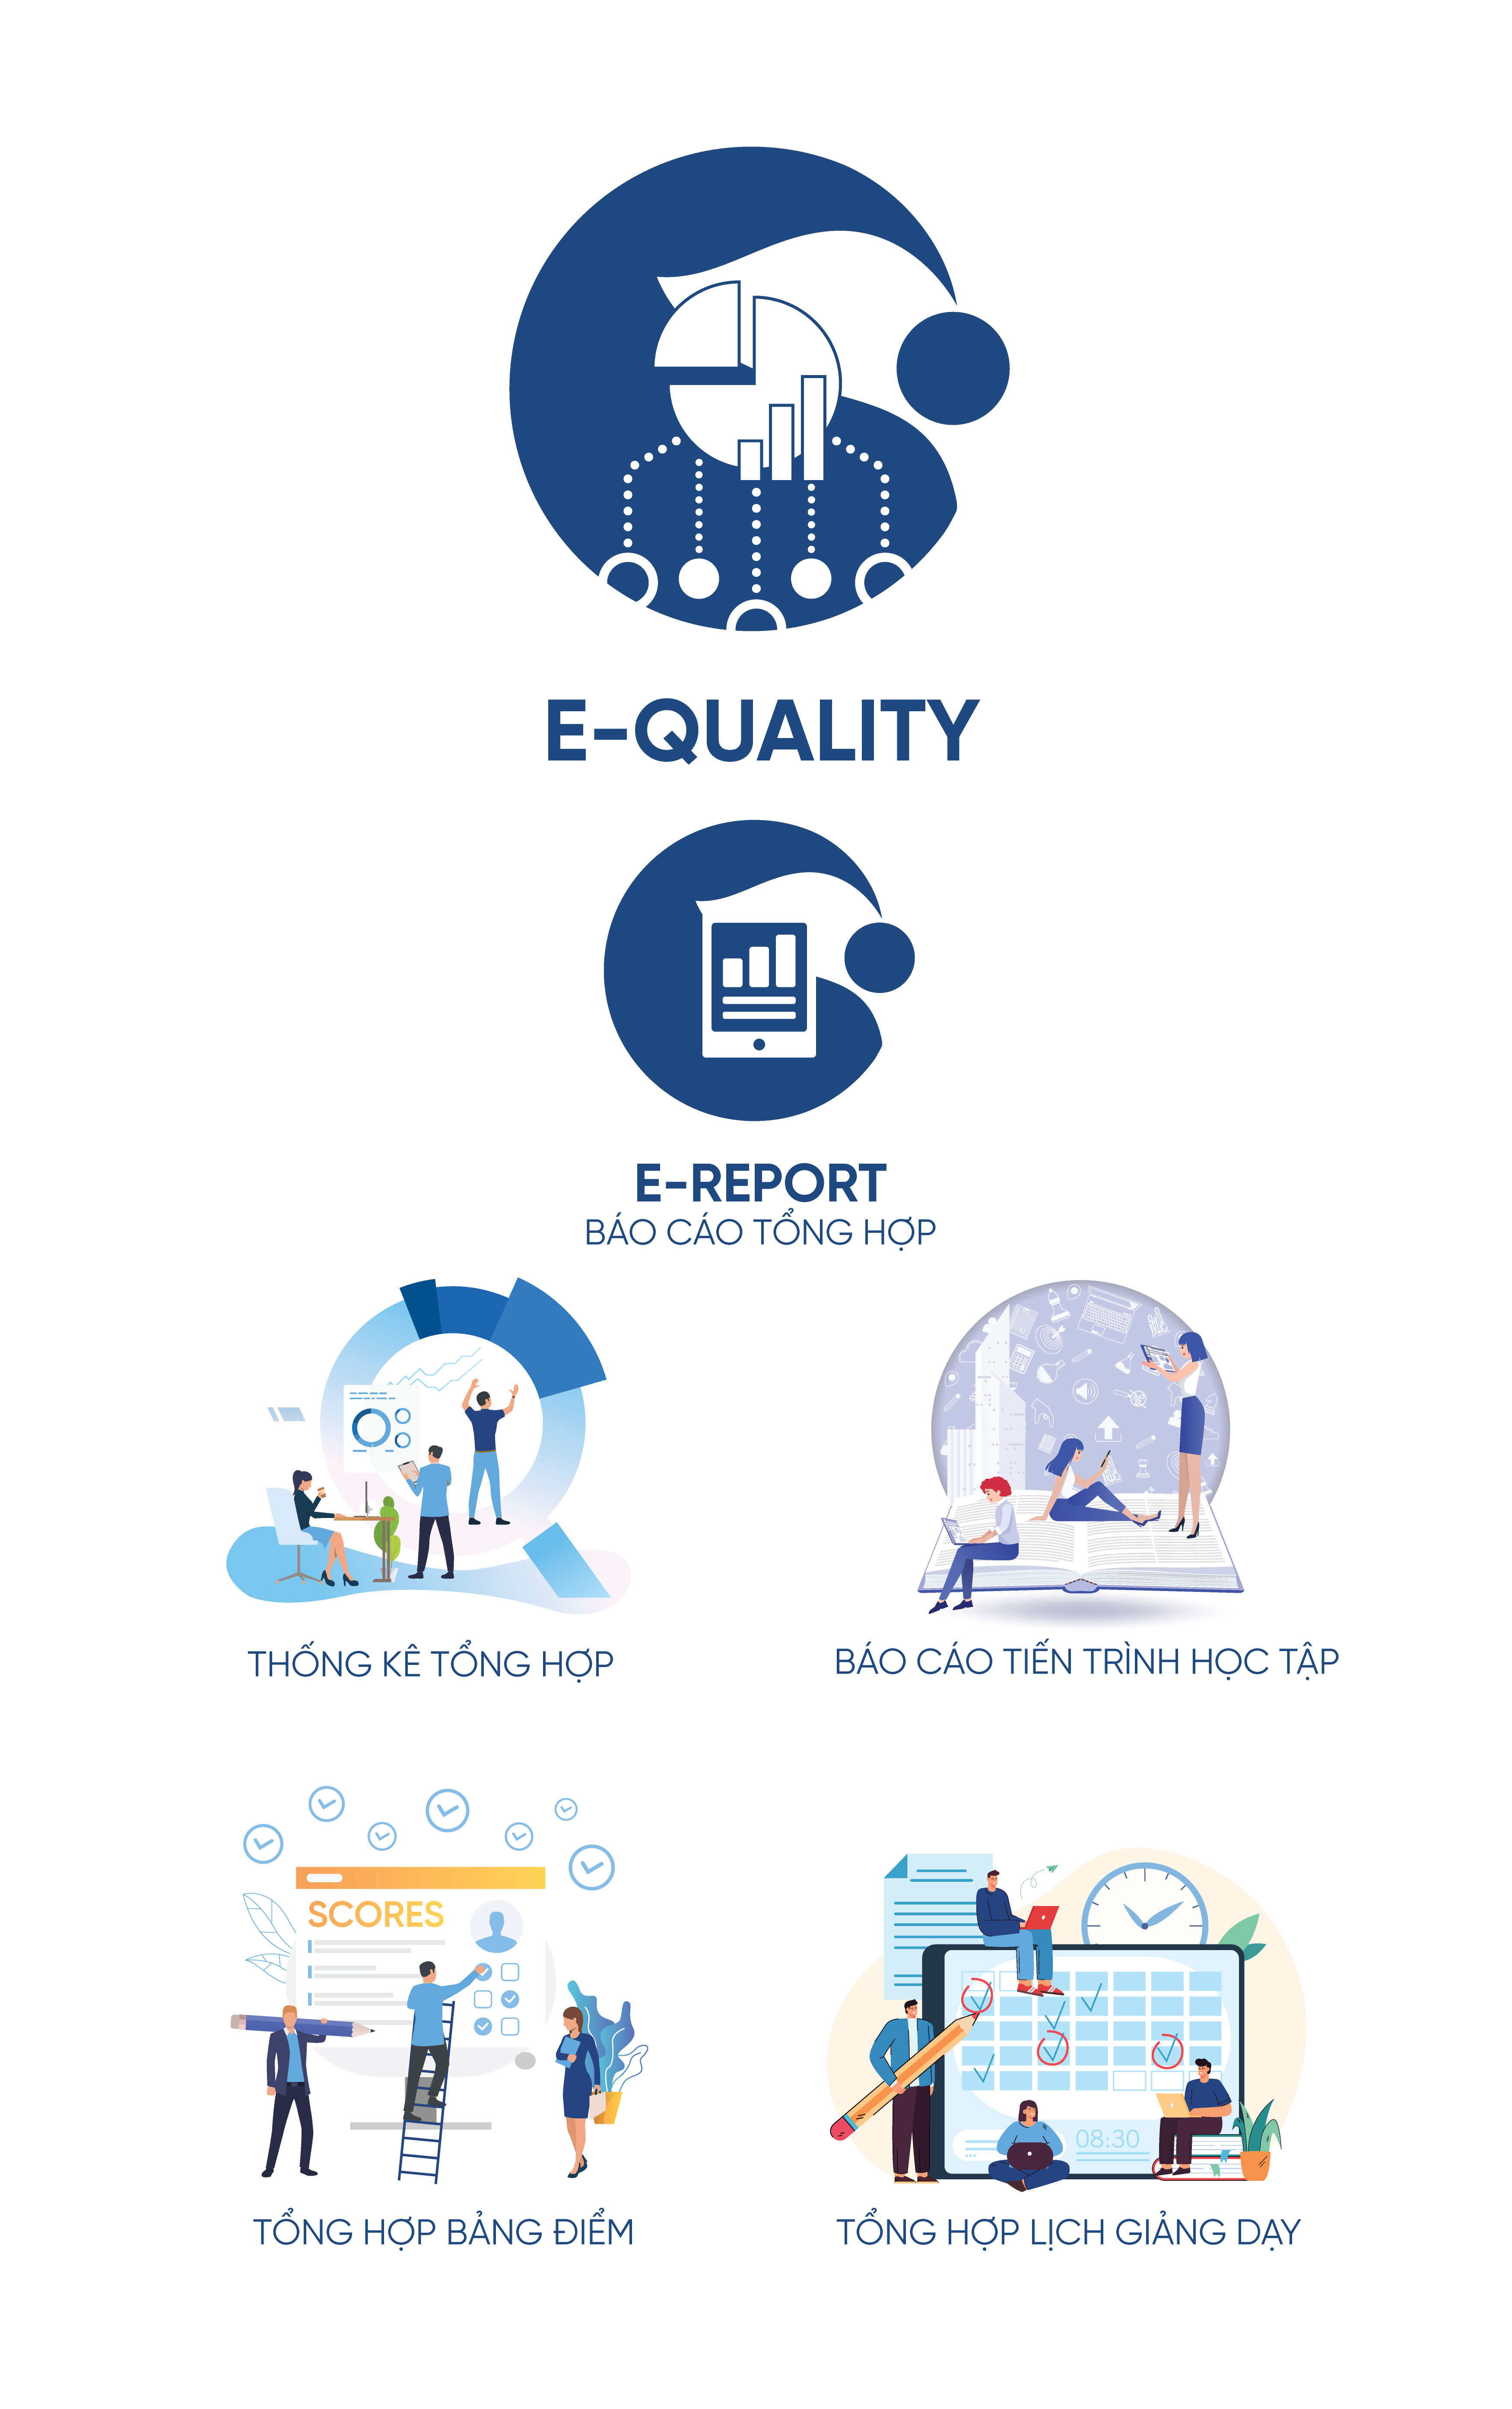 E-QUALITY
E-REPORT
BÁO CÁO TỔNG HỢP
THỐNG KÊ TỔNG HỢP
BÁO CÁO TIẾN TRÌNH HỌC TẬP
SCORES
TỔNG HỢP BẢNG ĐIỂM
08:30
TỔNG HỢP LỊCH GIẢNG DẠY